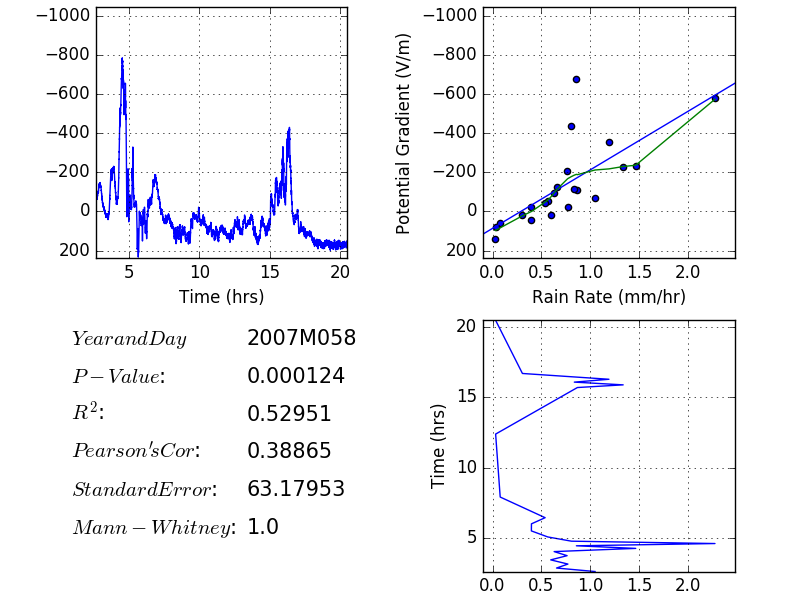 −1000
−800
−600
−400
−200
0
200
5 10 15 20
Time (hrs)
Potential Gradient (V/m)
−1000
−800
−600
−400
−200
0
200
0.0 0.5 1.0 1.5 2.0
Rain Rate (mm/hr)
YearandDay 2007M058
P−Value: 0.000124
R²: 0.52951
Pearson'sCor: 0.38865
StandardError: 63.17953
Mann−Whitney: 1.0
Time (hrs)
20
15
10
5
0.0 0.5 1.0 1.5 2.0